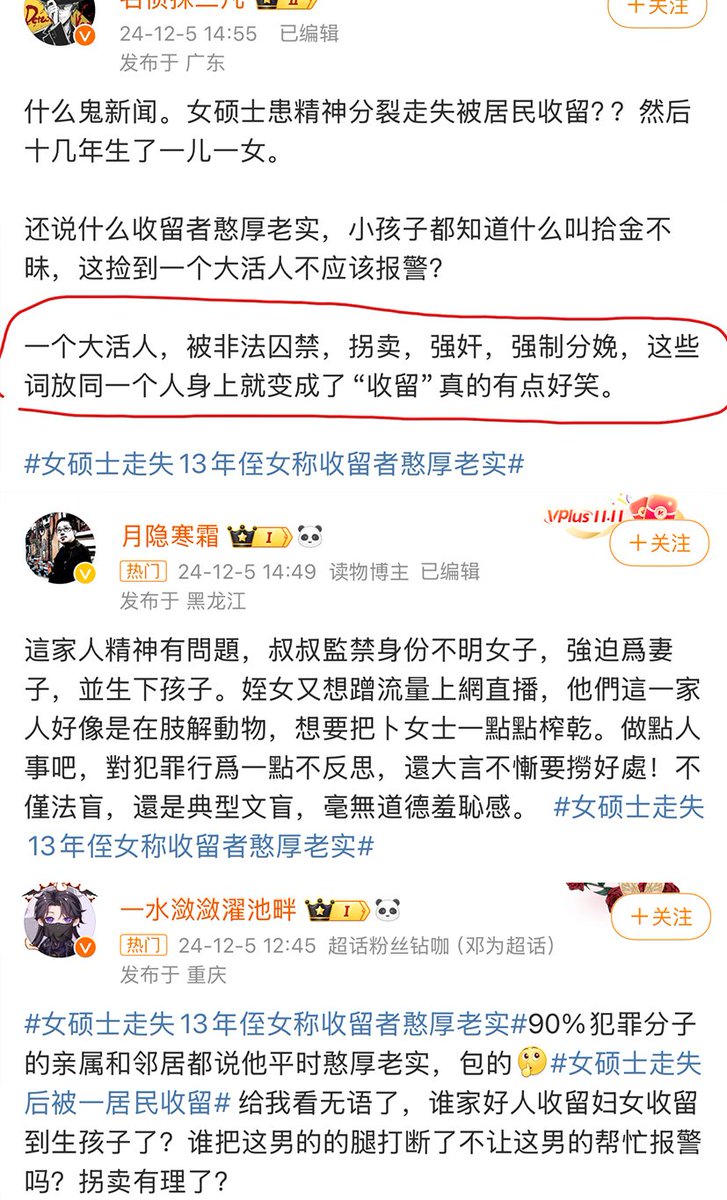 +关注
24-12-5 14:55 已编辑
发布于 广东
什么鬼新闻。女硕士患精神分裂走失被居民收留？？然后
十几年生了一儿一女。
还说什么收留者憨厚老实，小孩子都知道什么叫拾金不
昧，这捡到一个大活人不应该报警？
一个大活人，被非法囚禁，拐卖，强奸，强制分娩，这些
词放同一个人身上就变成了“收留”真的有点好笑。
#女硕士走失13年侄女称收留者憨厚老实#
月隐寒霜 I
VPlus11.11
+关注
热门 24-12-5 14:49 读物博主 已编辑
发布于 黑龙江
這家人精神有問題，叔叔監禁身份不明女子，強迫爲妻
子，並生下孩子。姪女又想蹭流量上網直播，他們這一家
人好像是在肢解動物，想要把卜女士一點點榨乾。做點人
事吧，對犯罪行爲一點不反思，還大言不慚要撈好處！不
僅法盲，還是典型文盲，毫無道德羞恥感。 #女硕士走失
13年侄女称收留者憨厚老实#
一水潋潋濯池畔 I
+关注
热门 24-12-5 12:45 超话粉丝钻咖（邓为超话）
发布于 重庆
#女硕士走失13年侄女称收留者憨厚老实#90%犯罪分子
的亲属和邻居都说他平时憨厚老实，包的🤔#女硕士走失
后被一居民收留# 给我看无语了，谁家好人收留妇女收留
到生孩子了？谁把这男的的腿打断了不让这男的帮忙报警
吗？拐卖有理了？